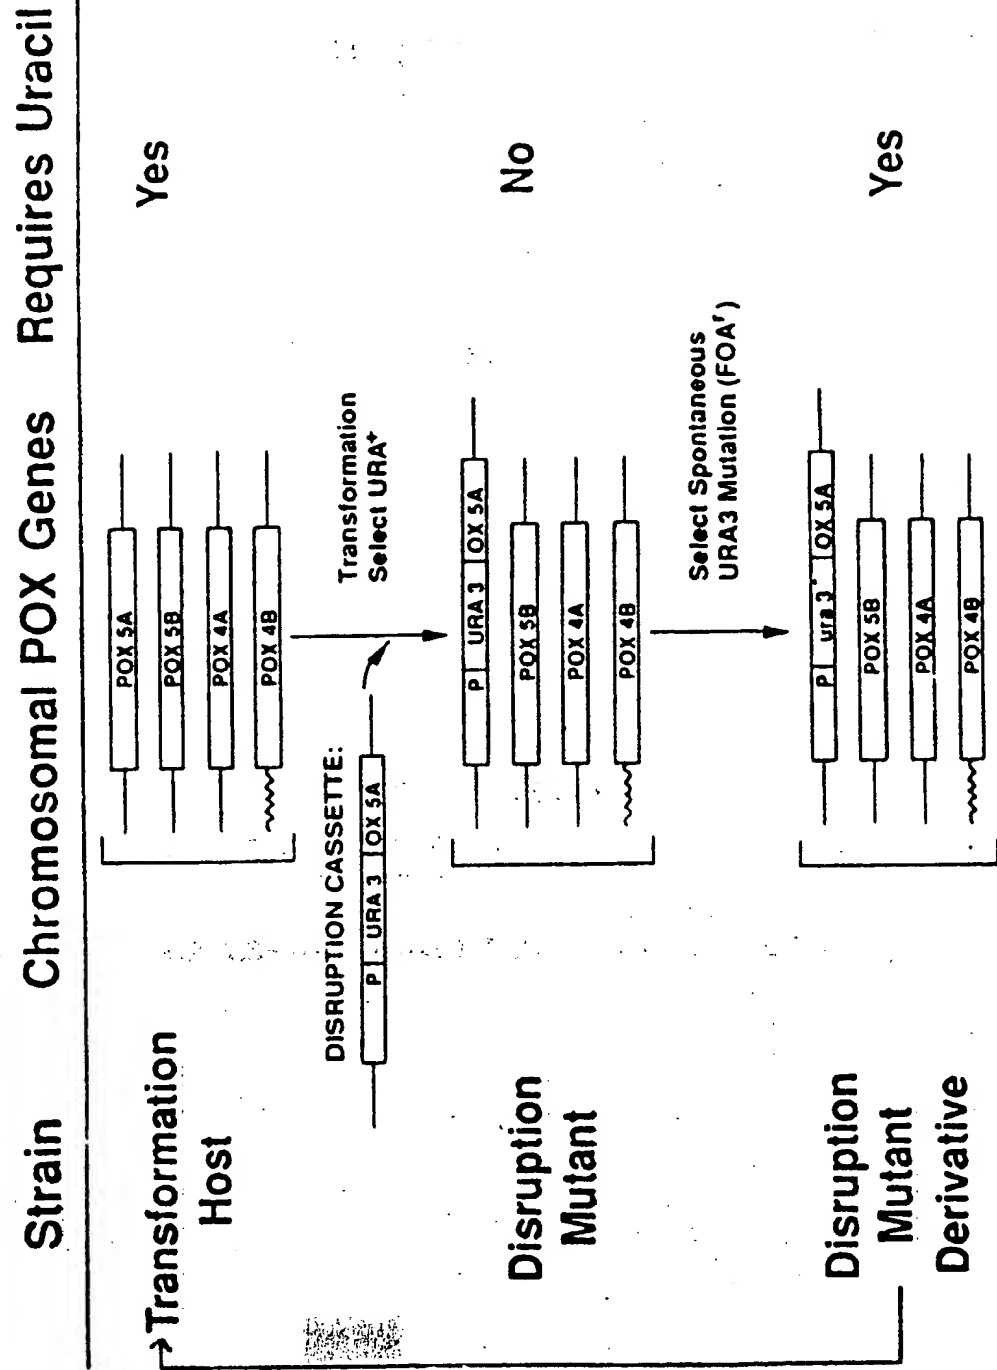 Strain Chromosomal POX Genes Requires Uracil
Transformation
Host
POX 5A
POX 5B
POX 4A
POX 4B
Yes
DISRUPTION CASSETTE:
P URA 3 OX 5A
Transformation
Select URA⁺
Disruption
Mutant
P URA 3 OX 5A
POX 5B
POX 4A
POX 4B
No
Select Spontaneous
URA3 Mutation (FOAʳ)
Disruption
Mutant
Derivative
P ura 3⁻ OX 5A
POX 5B
POX 4A
POX 4B
Yes